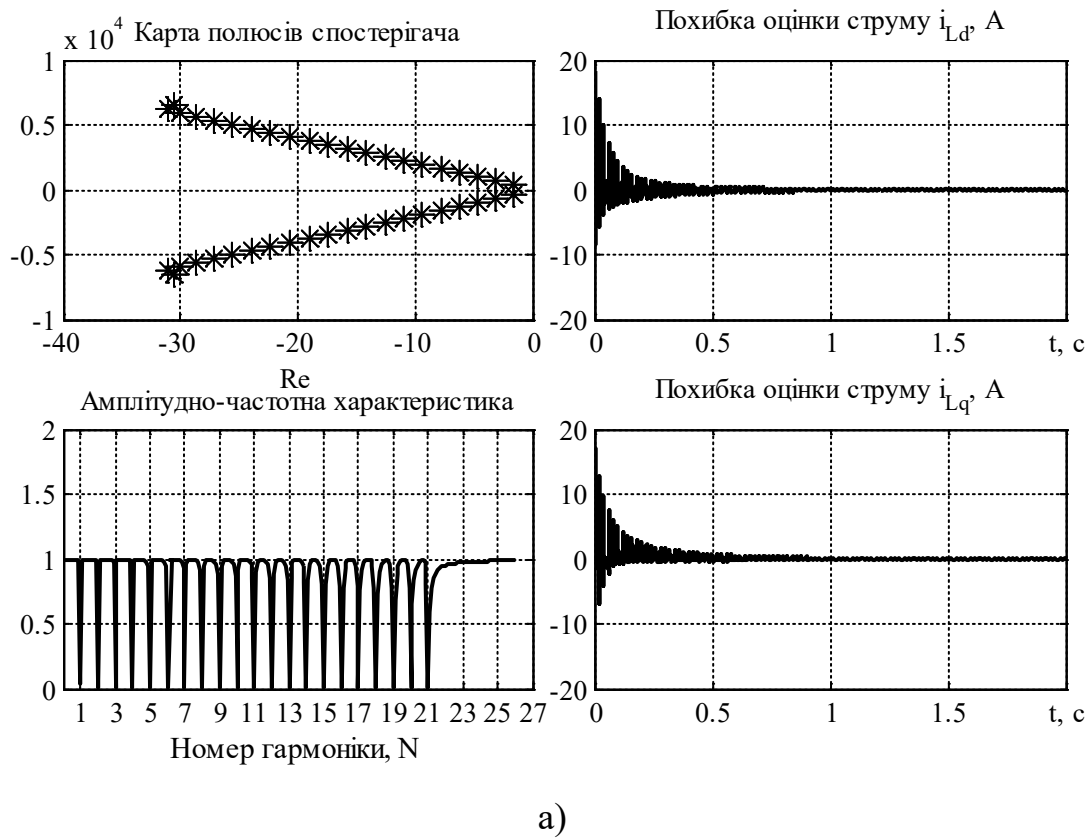 x 10^4 Карта полюсів спостерігача
1
0.5
0
-0.5
-1
-40 -30 -20 -10 0
Re
Похибка оцінки струму i_Ld, А
20
10
0
-10
-20
0 0.5 1 1.5 t, с
Амплітудно-частотна характеристика
2
1.5
1
0.5
0
1 3 5 7 9 11 13 15 17 19 21 23 25 27
Номер гармоніки, N
Похибка оцінки струму i_Lq, А
20
10
0
-10
-20
0 0.5 1 1.5 t, с
а)